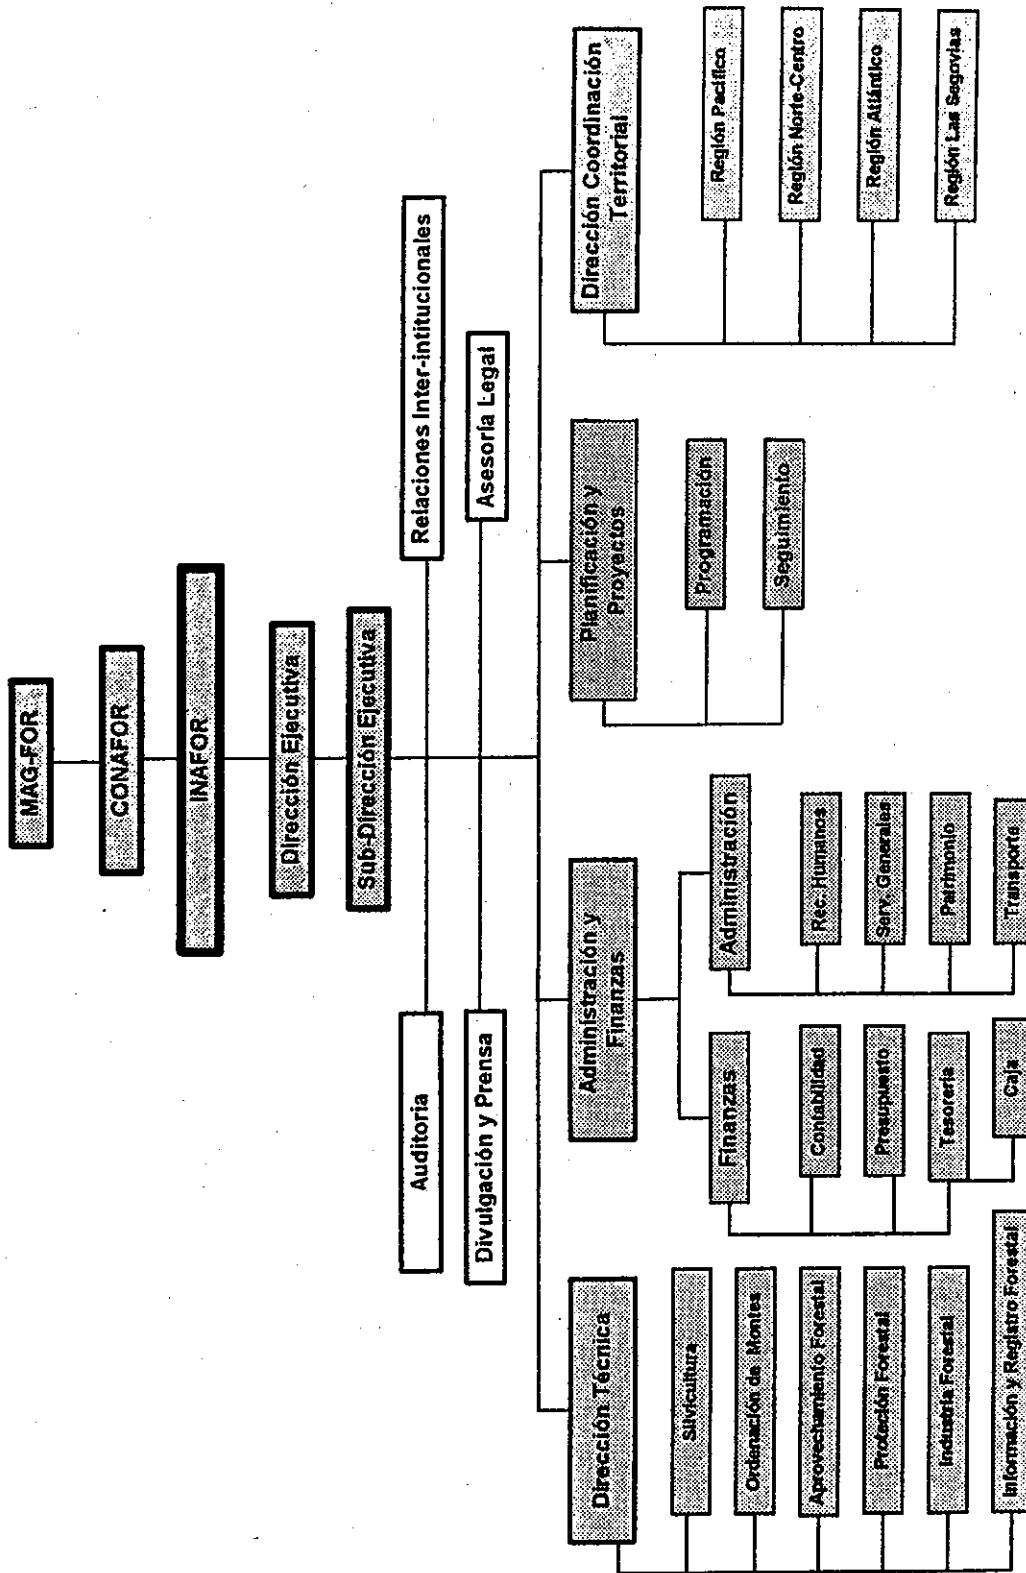 MAG-FOR
CONAFOR
INAFOR
Dirección Ejecutiva
Sub-Dirección Ejecutiva
Auditoria
Relaciones Inter-intitucionales
Divulgación y Prensa
Asesoría Legal
Dirección Técnica
Silvicultura
Ordenación de Montes
Aprovechamiento Forestal
Proteción Forestal
Industria Forestal
Información y Registro Forestal
Administración y
Finanzas
Finanzas
Contabilidad
Presupuesto
Tesorería
Caja
Administración
Rec. Humanos
Serv. Generales
Patrimonio
Transporte
Planificación y
Proyectos
Programación
Seguimiento
Dirección Coordinación
Territorial
Región Pacífico
Región Norte-Centro
Región Atlántico
Región Las Segovias